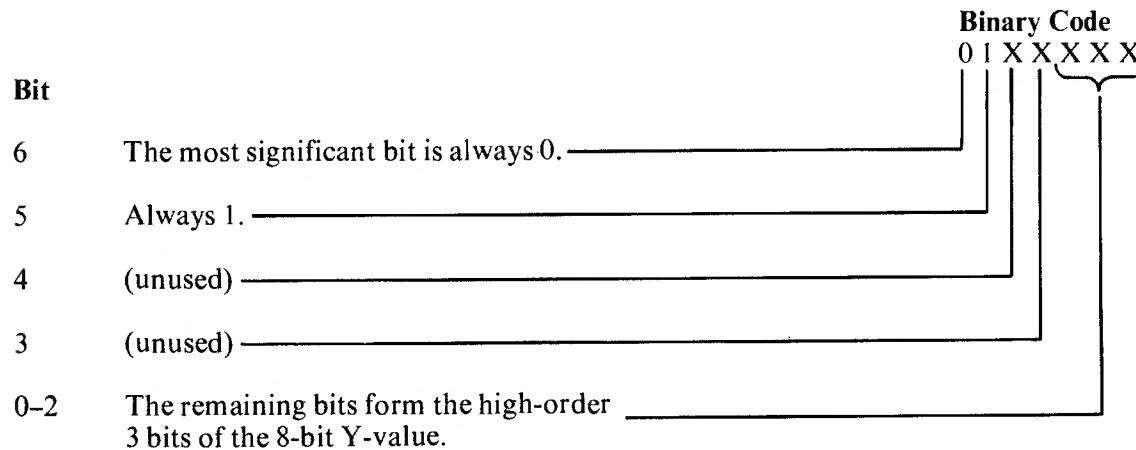 Binary Code
0 1 X X X X X
Bit
6 The most significant bit is always 0.
5 Always 1.
4 (unused)
3 (unused)
0–2 The remaining bits form the high-order
3 bits of the 8-bit Y-value.